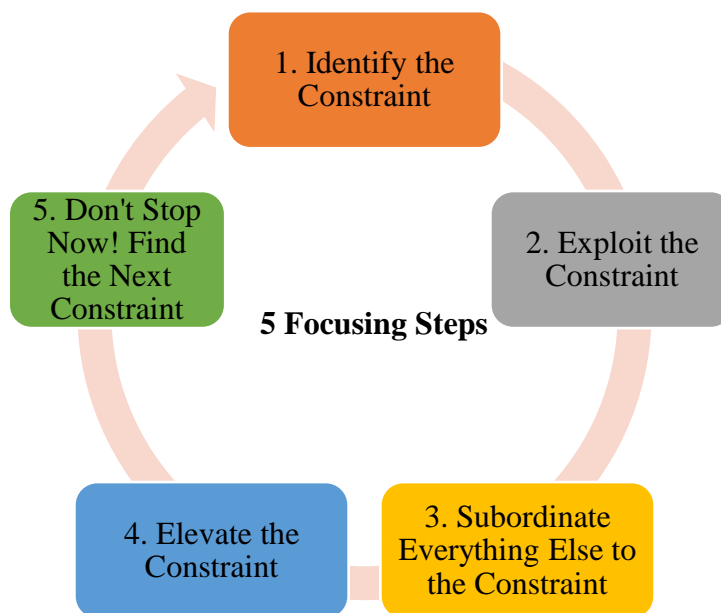 1. Identify the
Constraint
2. Exploit the
Constraint
3. Subordinate
Everything Else to
the Constraint
4. Elevate the
Constraint
5. Don't Stop
Now! Find
the Next
Constraint
5 Focusing Steps